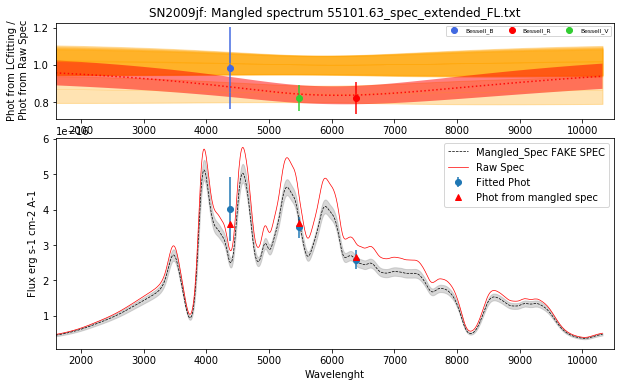 SN2009jf: Mangled spectrum 55101.63_spec_extended_FL.txt
Phot from LCfitting /
Phot from Raw Spec
1.2
1.0
0.8
Bessell_B
Bessell_R
Bessell_V
2000 3000 4000 5000 6000 7000 8000 9000 10000
6
5
4
3
2
1
Flux erg s-1 cm-2 A-1
Mangled_Spec FAKE SPEC
Raw Spec
Fitted Phot
Phot from mangled spec
2000 3000 4000 5000 6000 7000 8000 9000 10000
Wavelenght